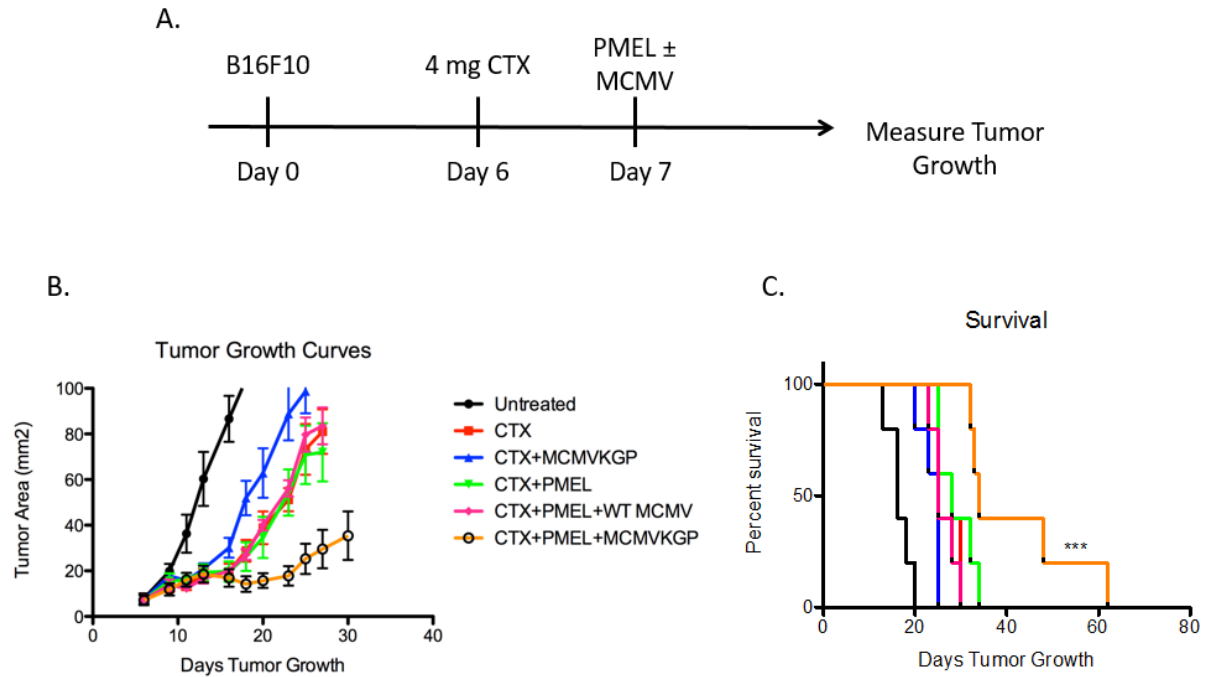 A.
B16F10
4 mg CTX
PMEL ±
MCMV
Day 0
Day 6
Day 7
Measure Tumor
Growth
B.
Tumor Growth Curves
Tumor Area (mm2)
100
80
60
40
20
0
0 10 20 30 40
Days Tumor Growth
Untreated
CTX
CTX+MCMVKGP
CTX+PMEL
CTX+PMEL+WT MCMV
CTX+PMEL+MCMVKGP
C.
Survival
Percent survival
100
50
0
***
0 20 40 60 80
Days Tumor Growth